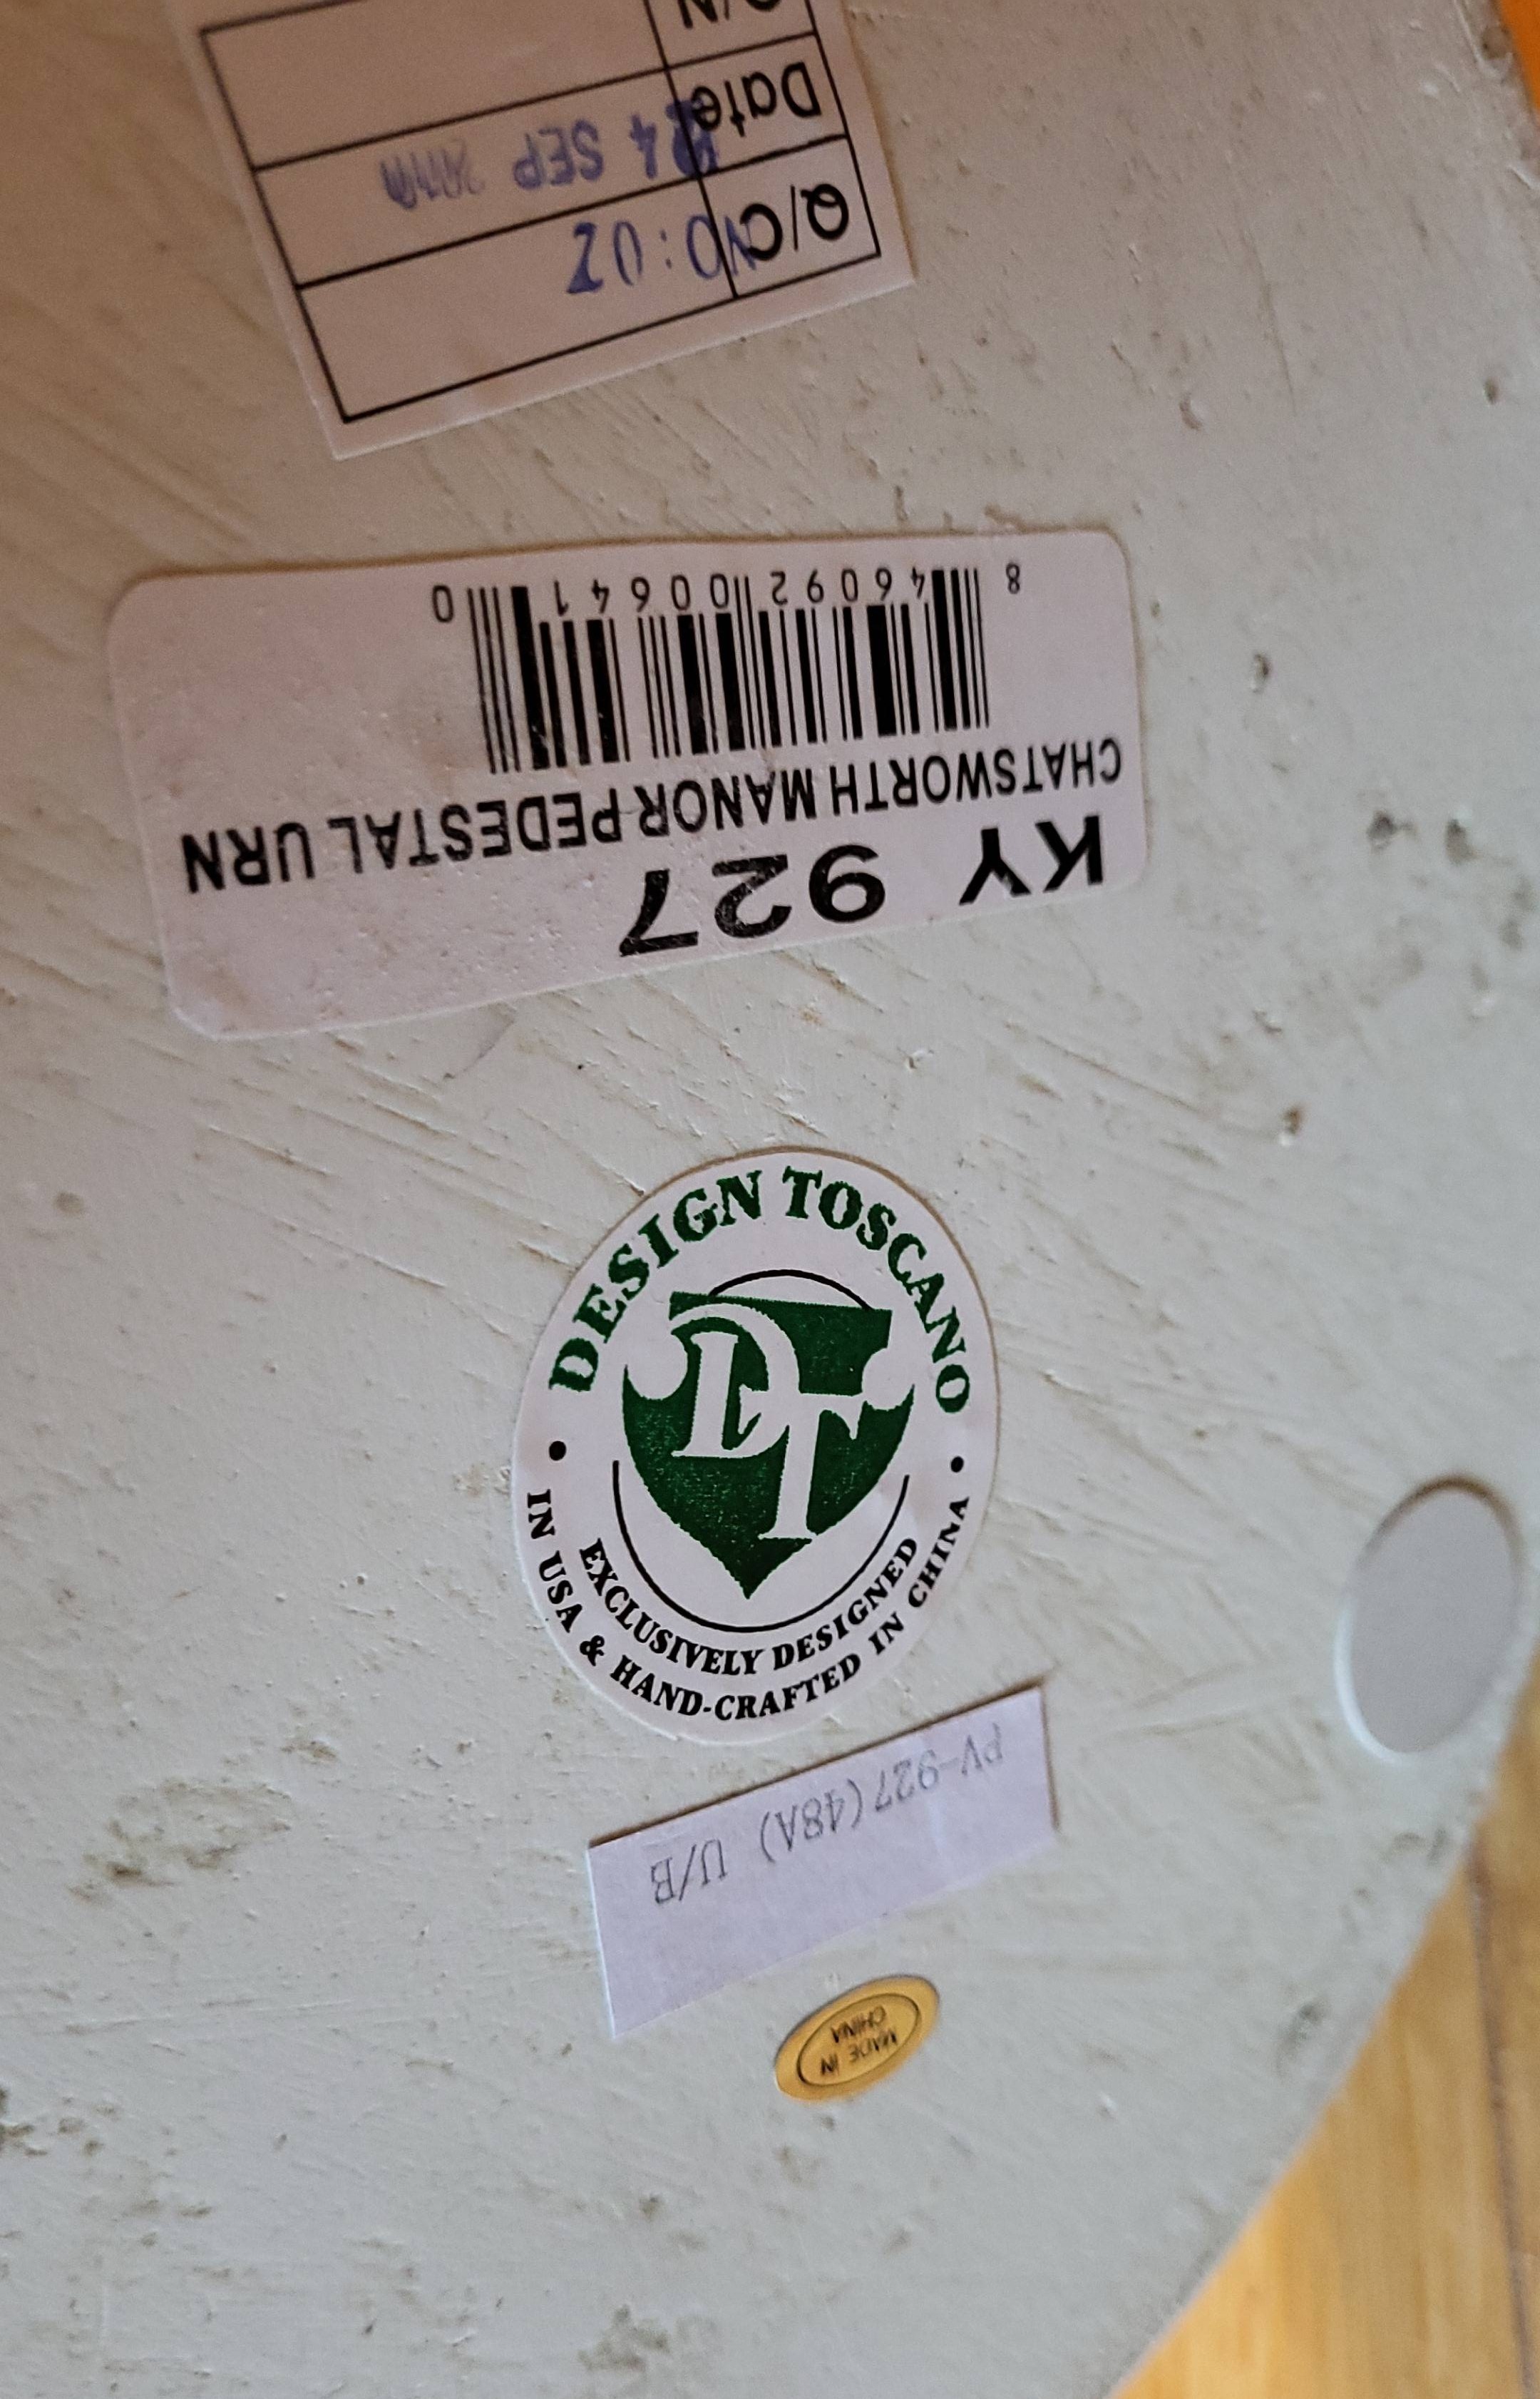 Q/C NO:02
Date 24 SEP
KY 927
CHATSWORTH MANOR PEDESTAL URN
8 46092 00641 0
DESIGN TOSCANO
DT
EXCLUSIVELY DESIGNED
IN USA & HAND-CRAFTED IN CHINA
PV-927(48A) U/B
MADE IN
CHINA